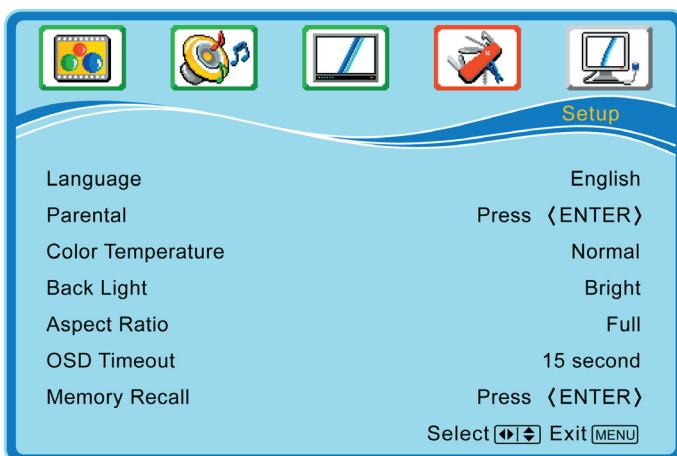 Setup
Language English
Parental Press 〈ENTER〉
Color Temperature Normal
Back Light Bright
Aspect Ratio Full
OSD Timeout 15 second
Memory Recall Press 〈ENTER〉
Select Exit MENU